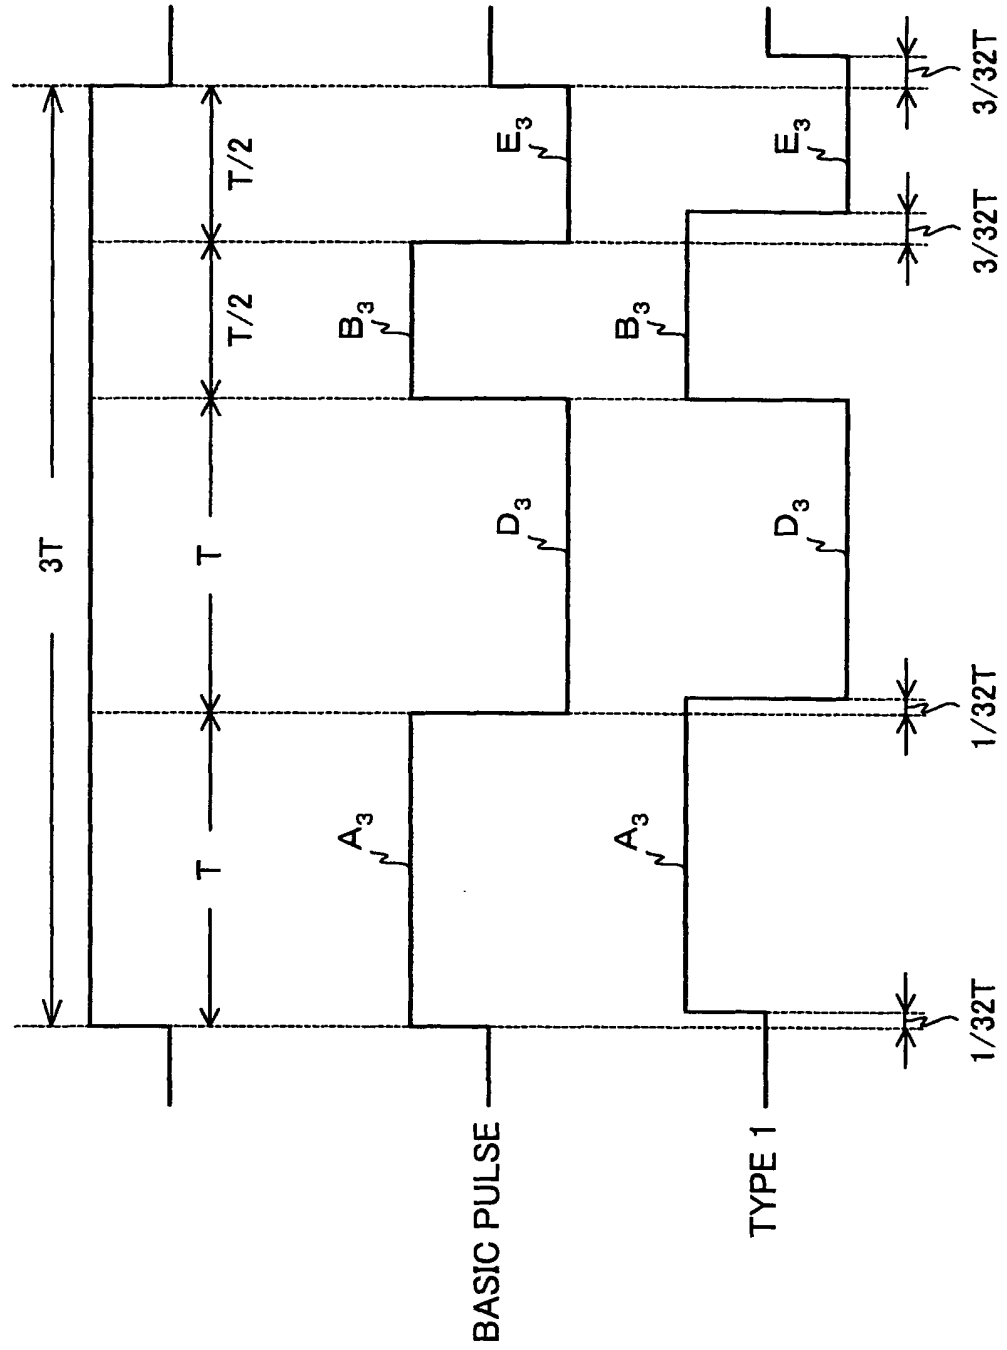 3T
T
T
T/2
T/2
BASIC PULSE
A3
D3
B3
E3
TYPE 1
A3
D3
B3
E3
1/32T
1/32T
3/32T
3/32T